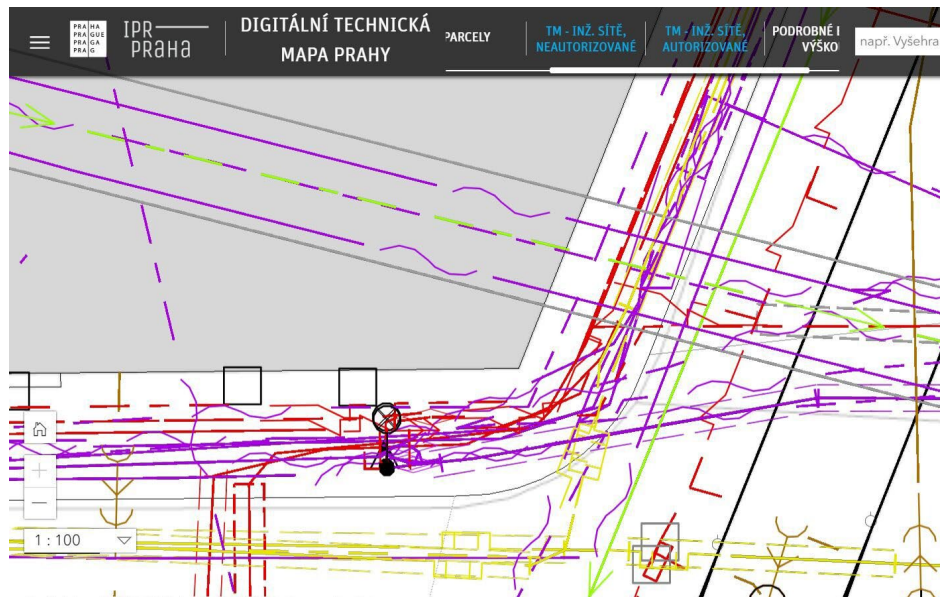 PRA HA
PRA GUE
PRA GA
PRA G
IPR
PRAHA
DIGITÁLNÍ TECHNICKÁ
MAPA PRAHY
PARCELY
TM - INŽ. SÍTĚ,
NEAUTORIZOVANÉ
TM - INŽ. SÍTĚ,
AUTORIZOVANÉ
PODROBNÉ
VÝŠKO
např. Vyšehra
1 : 100